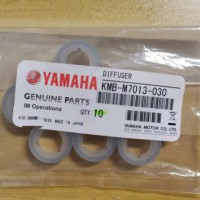 DIFFUSER
YAMAHA
KMB-M7013-030
GENUINE PARTS
IM Operations
QTY 10
MADE IN JAPAN
YAMAHA MOTOR CO., LTD